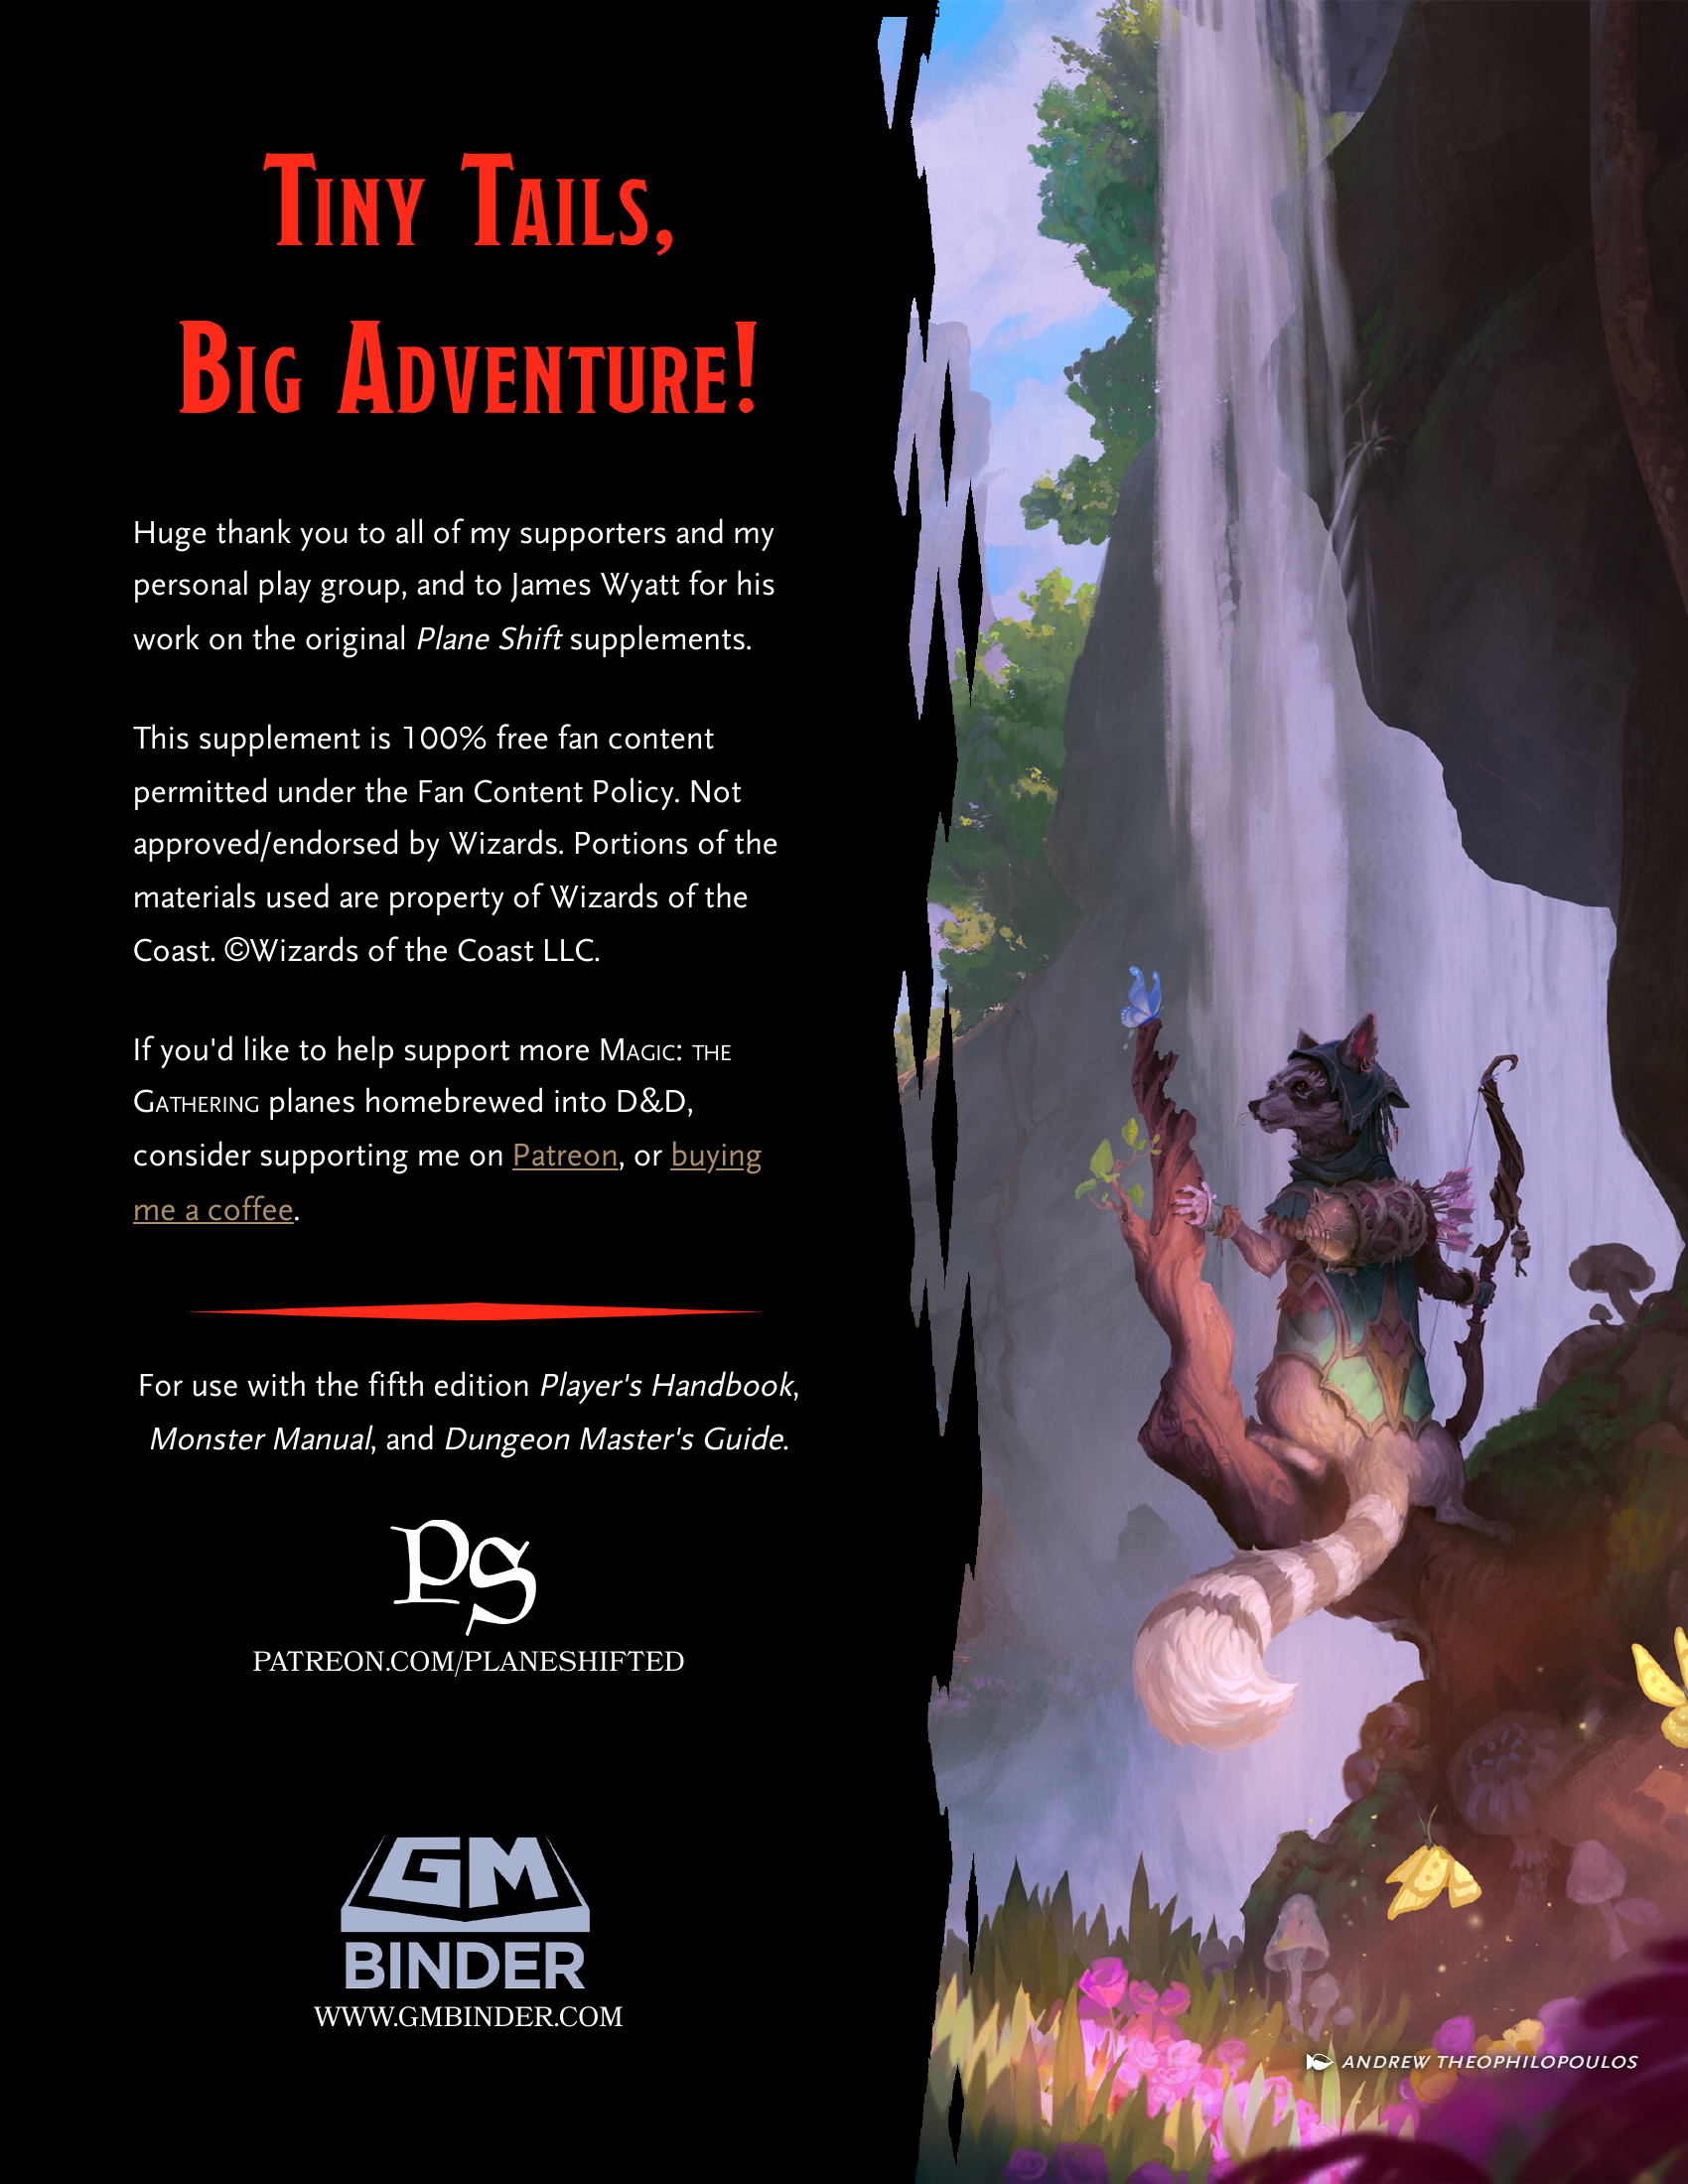 Tiny Tails,
Big Adventure!
Huge thank you to all of my supporters and my
personal play group, and to James Wyatt for his
work on the original Plane Shift supplements.
This supplement is 100% free fan content
permitted under the Fan Content Policy. Not
approved/endorsed by Wizards. Portions of the
materials used are property of Wizards of the
Coast. ©Wizards of the Coast LLC.
If you'd like to help support more Magic: the
Gathering planes homebrewed into D&D,
consider supporting me on Patreon, or buying
me a coffee.
For use with the fifth edition Player's Handbook,
Monster Manual, and Dungeon Master's Guide.
PS
PATREON.COM/PLANESHIFTED
GM
BINDER
WWW.GMBINDER.COM
ANDREW THEOPHILOPOULOS